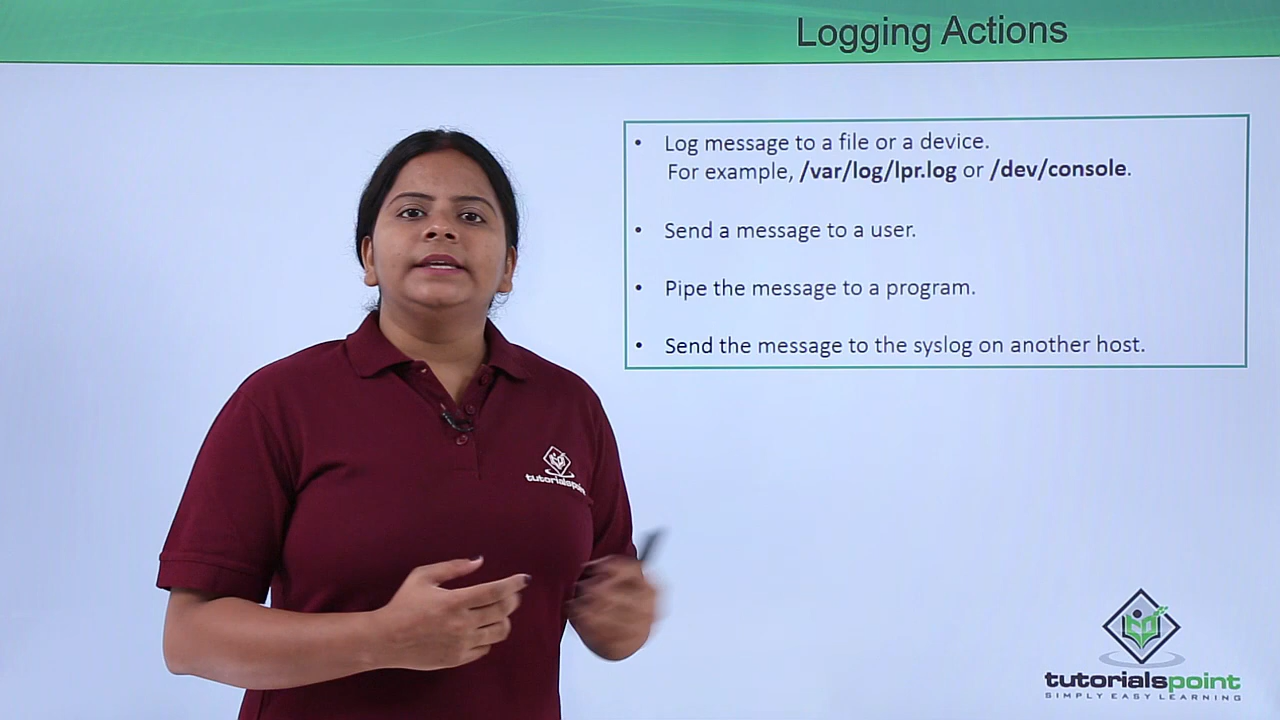 Logging Actions
• Log message to a file or a device.
For example, /var/log/lpr.log or /dev/console.
• Send a message to a user.
• Pipe the message to a program.
• Send the message to the syslog on another host.
tutorialspoint
tutorialspoint
SIMPLY EASY LEARNING